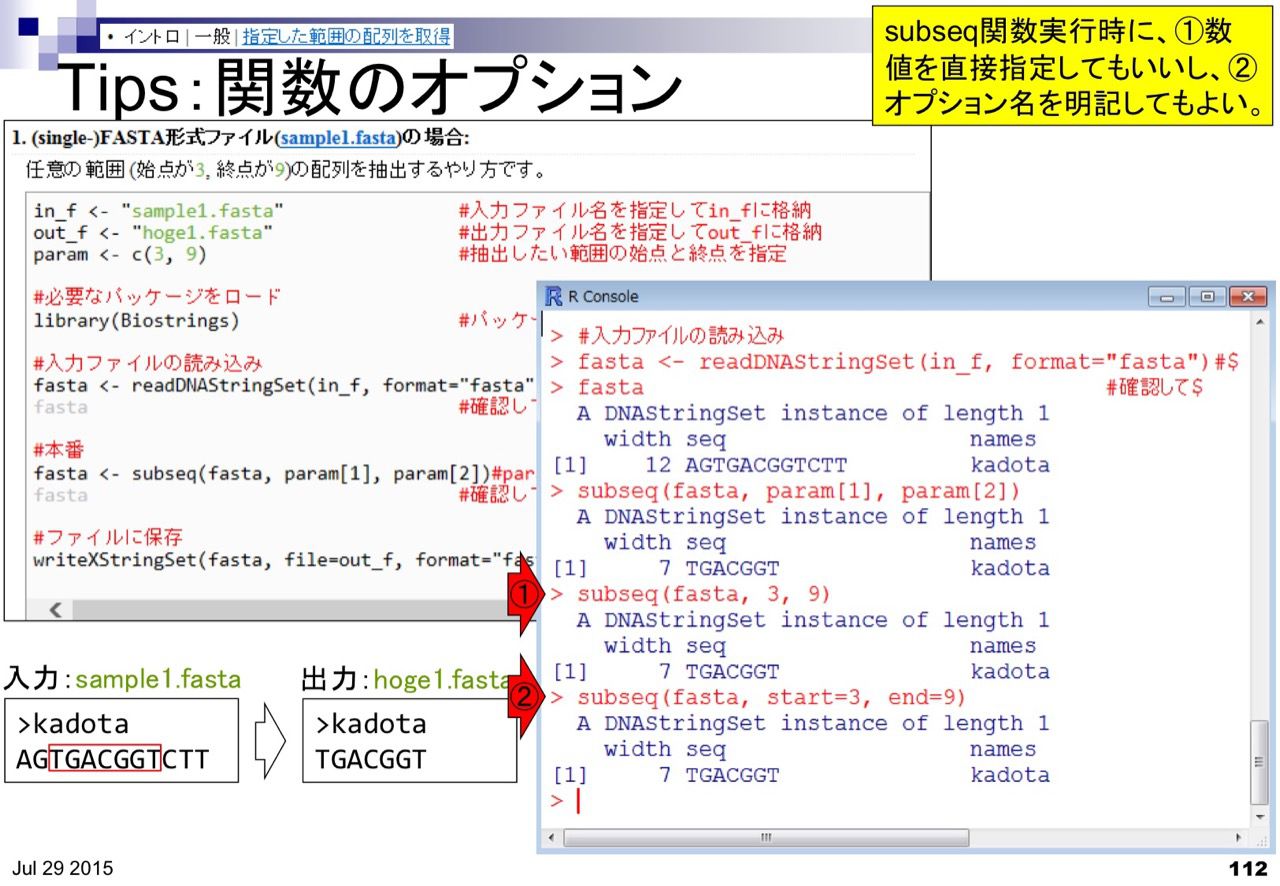 • イントロ | 一般 | 指定した範囲の配列を取得
Tips：関数のオプション
subseq関数実行時に、①数
値を直接指定してもいいし、②
オプション名を明記してもよい。
1. (single-)FASTA形式ファイル(sample1.fasta)の場合:
任意の範囲(始点が3, 終点が9)の配列を抽出するやり方です。
in_f <- "sample1.fasta" #入力ファイル名を指定してin_fに格納
out_f <- "hoge1.fasta" #出力ファイル名を指定してout_fに格納
param <- c(3, 9) #抽出したい範囲の始点と終点を指定
#必要なパッケージをロード
library(Biostrings) #パッケー
#入力ファイルの読み込み
fasta <- readDNAStringSet(in_f, format="fasta"
fasta #確認して
#本番
fasta <- subseq(fasta, param[1], param[2])#par
fasta #確認して
#ファイルに保存
writeXStringSet(fasta, file=out_f, format="fas
R Console
> #入力ファイルの読み込み
> fasta <- readDNAStringSet(in_f, format="fasta")#$
> fasta #確認して$
A DNAStringSet instance of length 1
width seq names
[1] 12 AGTGACGGTCTT kadota
> subseq(fasta, param[1], param[2])
A DNAStringSet instance of length 1
width seq names
[1] 7 TGACGGT kadota
① > subseq(fasta, 3, 9)
A DNAStringSet instance of length 1
width seq names
[1] 7 TGACGGT kadota
② > subseq(fasta, start=3, end=9)
A DNAStringSet instance of length 1
width seq names
[1] 7 TGACGGT kadota
>
入力：sample1.fasta
>kadota
AGTGACGGTCTT
出力：hoge1.fasta
>kadota
TGACGGT
Jul 29 2015
112